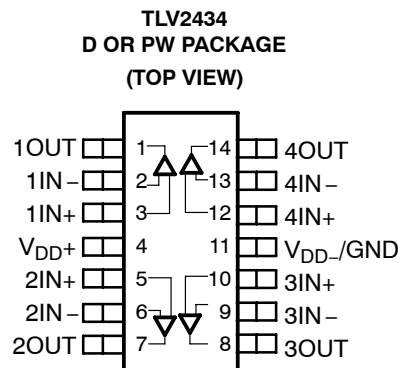 TLV2434
D OR PW PACKAGE
(TOP VIEW)
1OUT 1 14 4OUT
1IN− 2 13 4IN−
1IN+ 3 12 4IN+
VDD+ 4 11 VDD−/GND
2IN+ 5 10 3IN+
2IN− 6 9 3IN−
2OUT 7 8 3OUT